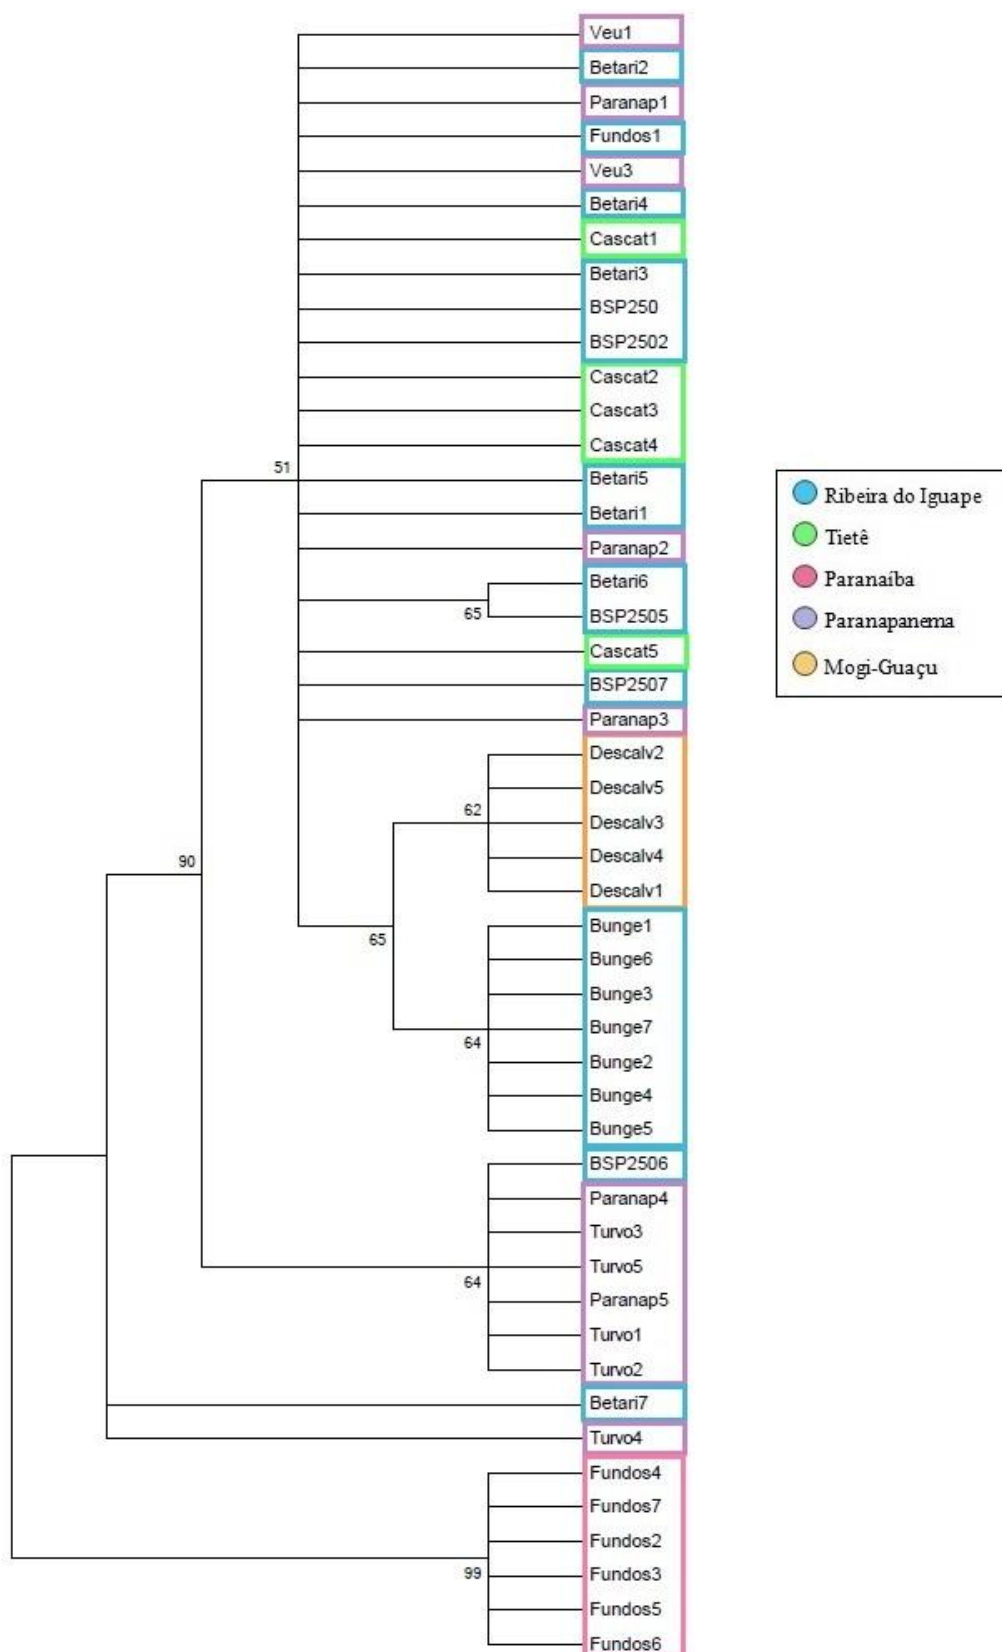 Veu1
Betari2
Paranap1
Fundos1
Veu3
Betari4
Cascat1
Betari3
BSP250
BSP2502
Cascat2
Cascat3
Cascat4
51
Betari5
Betari1
Paranap2
Betari6
65
BSP2505
Cascat5
BSP2507
Paranap3
Descalv2
Descalv5
62
Descalv3
Descalv4
90
Descalv1
Bunge1
65
Bunge6
Bunge3
Bunge7
64
Bunge2
Bunge4
Bunge5
BSP2506
Paranap4
Turvo3
Turvo5
64
Paranap5
Turvo1
Turvo2
Betari7
Turvo4
Fundos4
Fundos7
Fundos2
99
Fundos3
Fundos5
Fundos6
Ribeira do Iguape
Tietê
Paranaíba
Paranapanema
Mogi-Guaçu